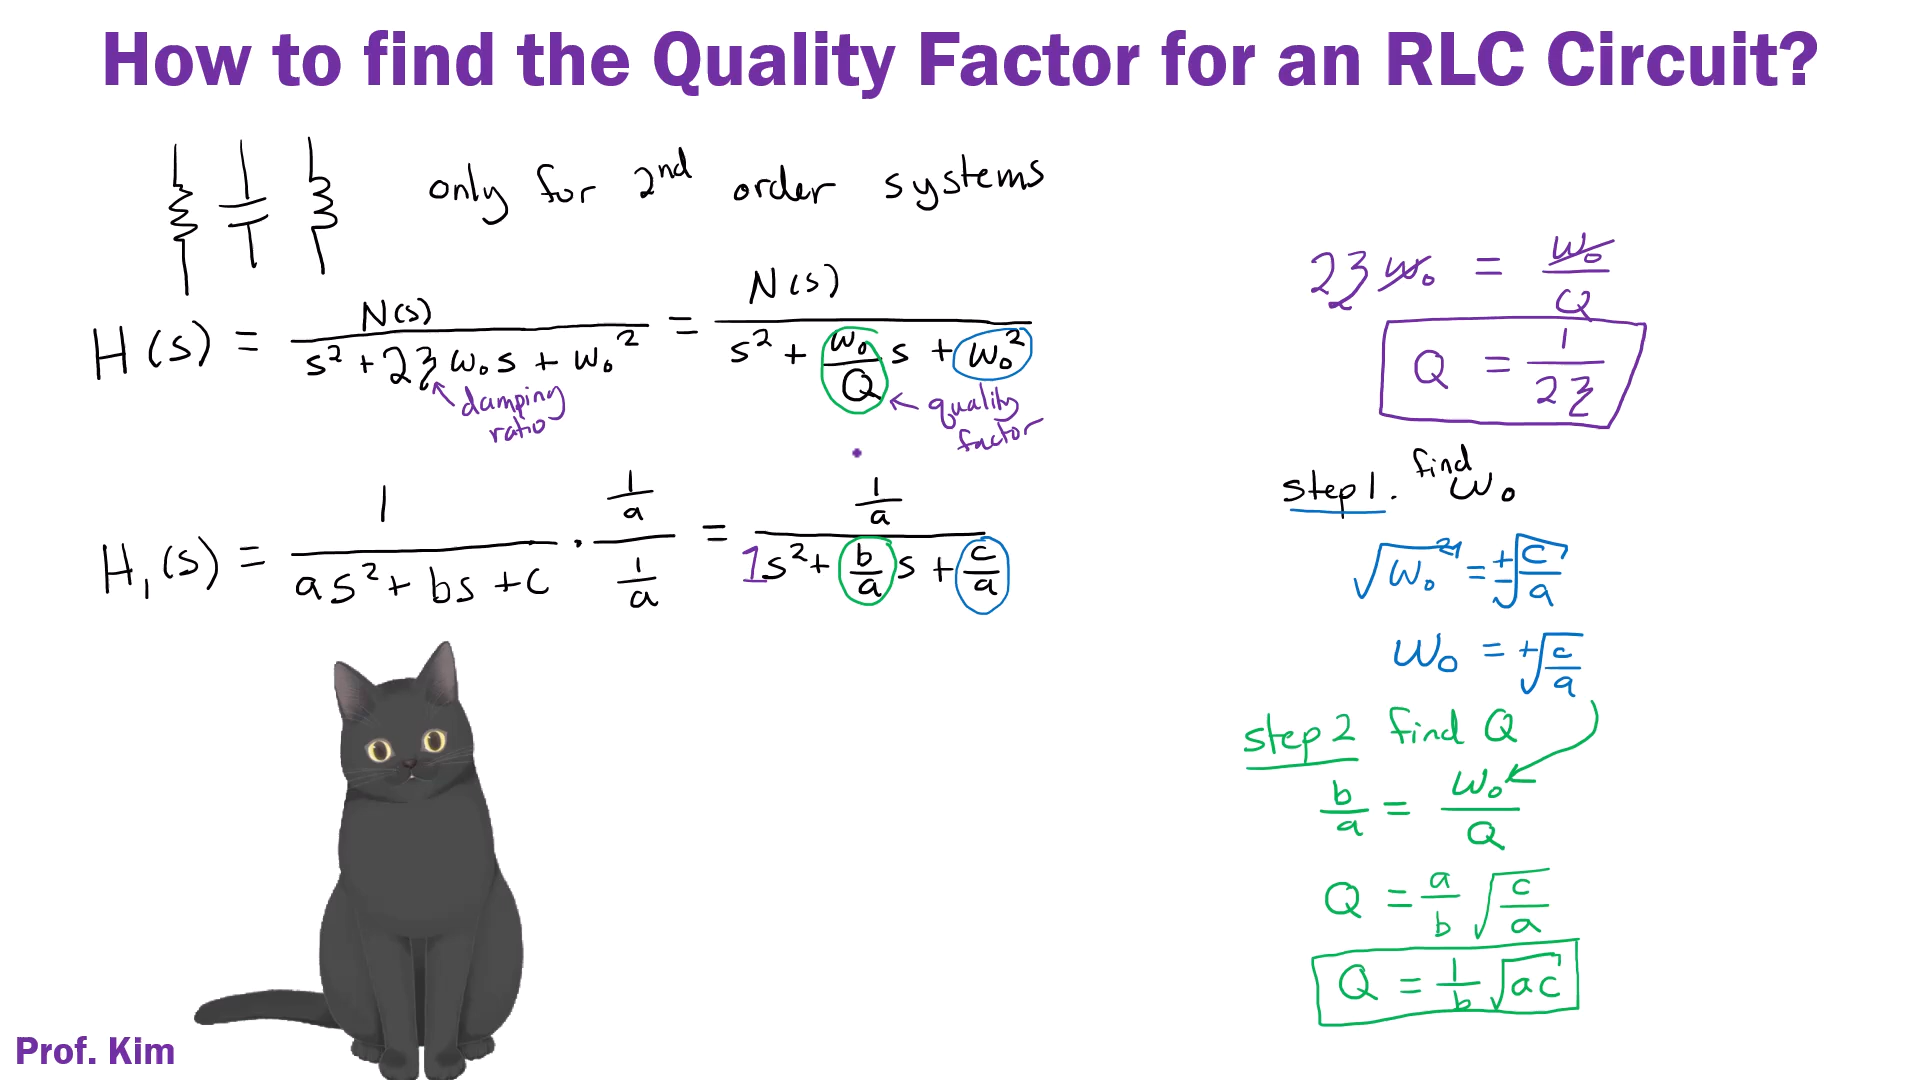 How to find the Quality Factor for an RLC Circuit?
only for 2nd order systems
H(s) = N(s) / (s² + 2ζω₀s + ω₀²) = N(s) / (s² + (ω₀/Q)s + ω₀²)
damping ratio
quality factor
H₁(s) = 1 / (as² + bs + c) · (1/a) / (1/a) = (1/a) / (1s² + (b/a)s + (c/a))
2ζω₀ = ω₀/Q
Q = 1/(2ζ)
step 1. find ω₀
√ω₀² = ±√(c/a)
ω₀ = +√(c/a)
step 2 find Q
b/a = ω₀/Q
Q = (a/b) √(c/a)
Q = (1/b) √(ac)
Prof. Kim